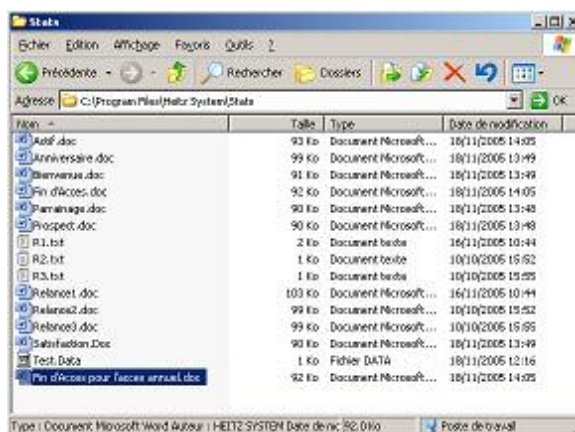 Stats
Fichier Edition Affichage Favoris Outils ?
Précédente Rechercher Dossiers
Adresse C:\Program Files\Heitz System\Stats OK
Nom Taille Type Date de modification
Actif.doc 93 Ko Document Microsoft... 18/11/2005 14:05
Anniversaire.doc 99 Ko Document Microsoft... 18/11/2005 13:49
Bienvenue.doc 91 Ko Document Microsoft... 18/11/2005 13:49
Fin d'Acces.doc 92 Ko Document Microsoft... 18/11/2005 14:05
Parrainage.doc 90 Ko Document Microsoft... 18/11/2005 13:48
Prospect.doc 90 Ko Document Microsoft... 18/11/2005 13:48
R1.txt 2 Ko Document texte 16/11/2005 10:44
R2.txt 1 Ko Document texte 10/10/2005 15:52
R3.txt 1 Ko Document texte 10/10/2005 15:55
Relance1.doc 103 Ko Document Microsoft... 16/11/2005 10:44
Relance2.doc 99 Ko Document Microsoft... 10/10/2005 15:52
Relance3.doc 99 Ko Document Microsoft... 10/10/2005 15:55
Satisfaction.Doc 90 Ko Document Microsoft... 18/11/2005 13:49
Test.Data 1 Ko Fichier DATA 18/11/2005 12:16
Fin d'Acces pour l'acces annuel.doc 92 Ko Document Microsoft... 18/11/2005 14:05
Type : Document Microsoft Word Auteur : HEITZ SYSTEM Date de mc 92,0 Ko Poste de travail